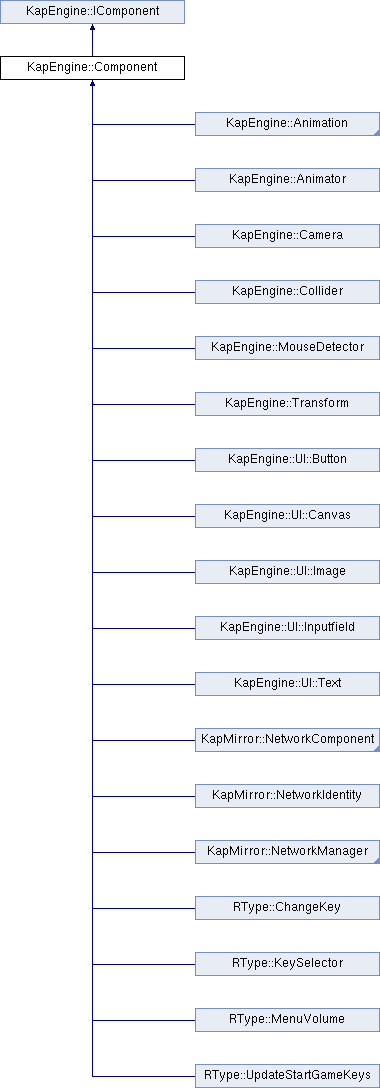 KapEngine::IComponent
KapEngine::Component
KapEngine::Animation
KapEngine::Animator
KapEngine::Camera
KapEngine::Collider
KapEngine::MouseDetector
KapEngine::Transform
KapEngine::UI::Button
KapEngine::UI::Canvas
KapEngine::UI::Image
KapEngine::UI::Inputfield
KapEngine::UI::Text
KapMirror::NetworkComponent
KapMirror::NetworkIdentity
KapMirror::NetworkManager
RType::ChangeKey
RType::KeySelector
RType::MenuVolume
RType::UpdateStartGameKeys